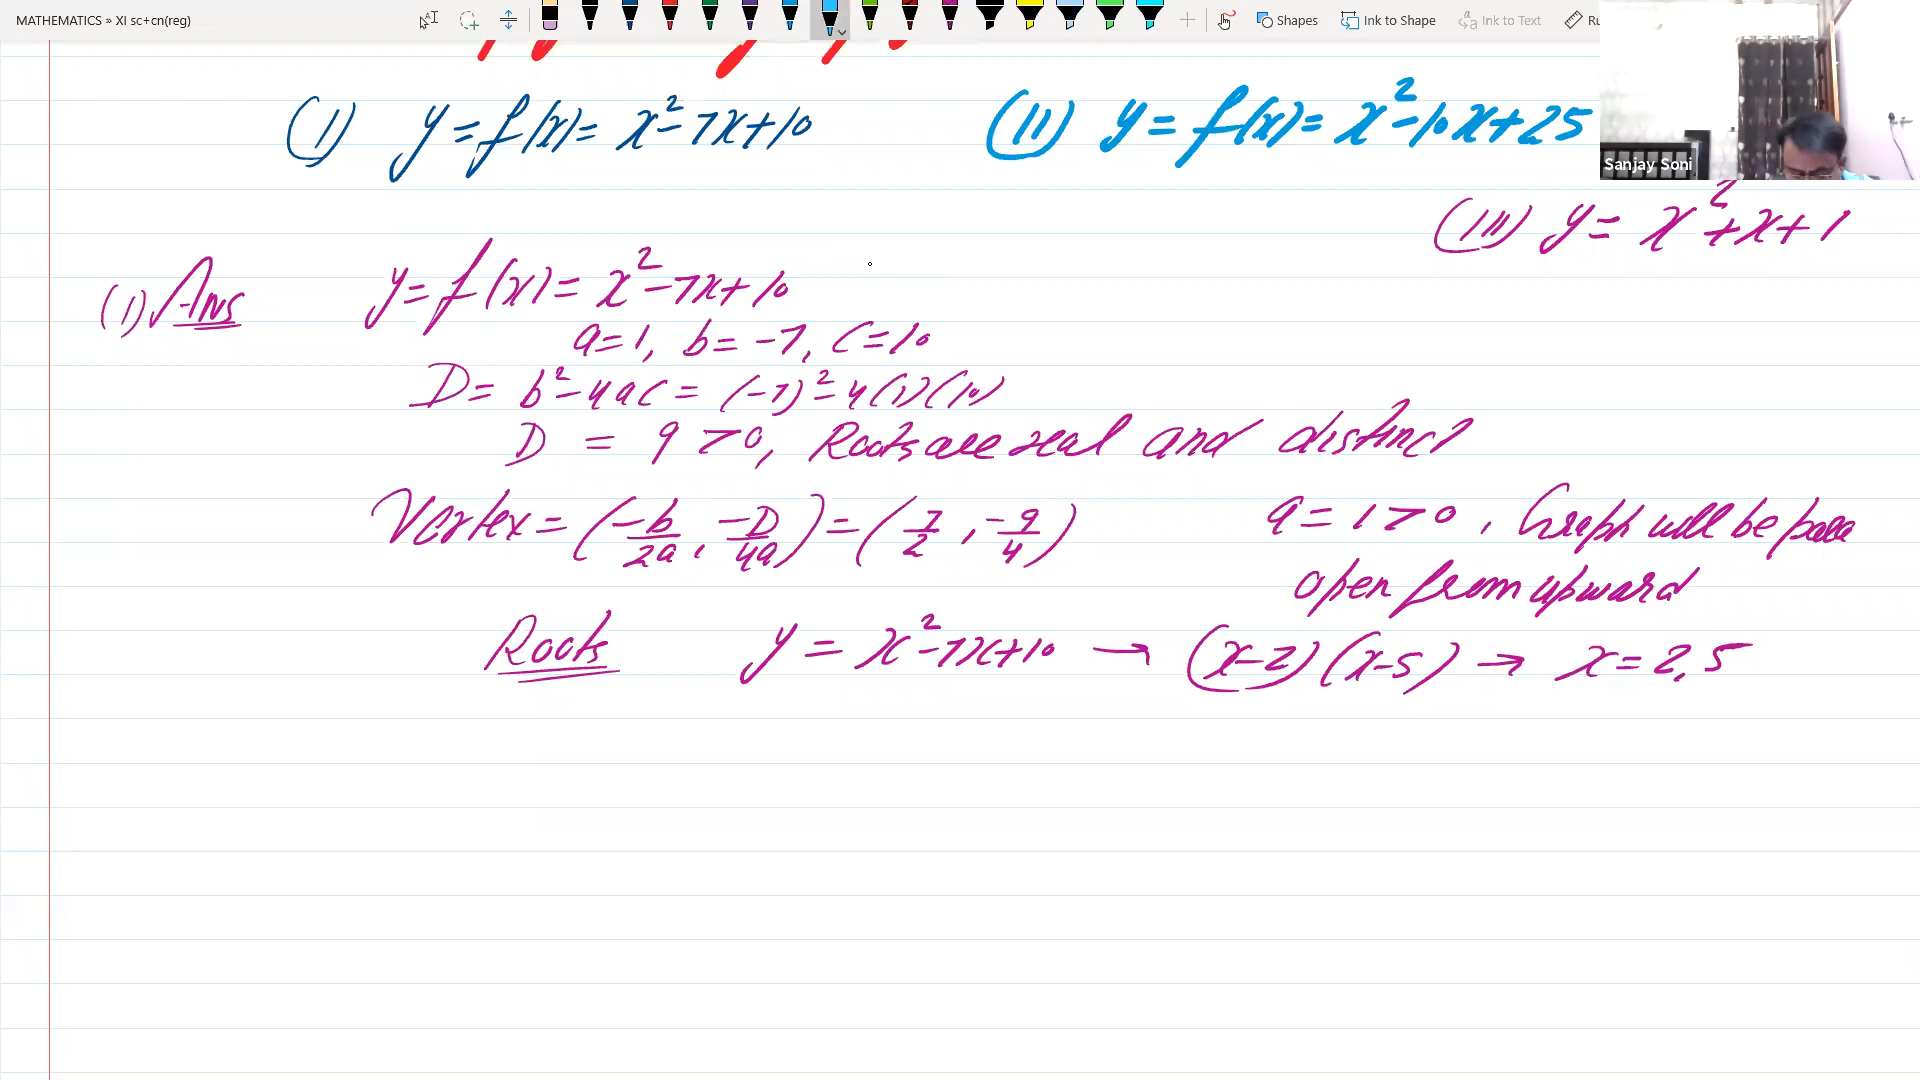 MATHEMATICS » XI sc+cn(reg)
Shapes
Ink to Shape
Ink to Text
Ru
Sanjay Soni
(I) y = f(x) = x² - 7x + 10
(II) y = f(x) = x² - 10x + 25
(III) y = x² + x + 1
(1) Ans y = f(x) = x² - 7x + 10
a = 1, b = -7, c = 10
D = b² - 4ac = (-7)² - 4(1)(10)
D = 9 > 0, Roots are real and distinct
Vertex = (-b/2a, -D/4a) = (7/2, -9/4)
a = 1 > 0, Graph will be
open from upward
Roots y = x² - 7x + 10 → (x-2)(x-5) → x = 2, 5